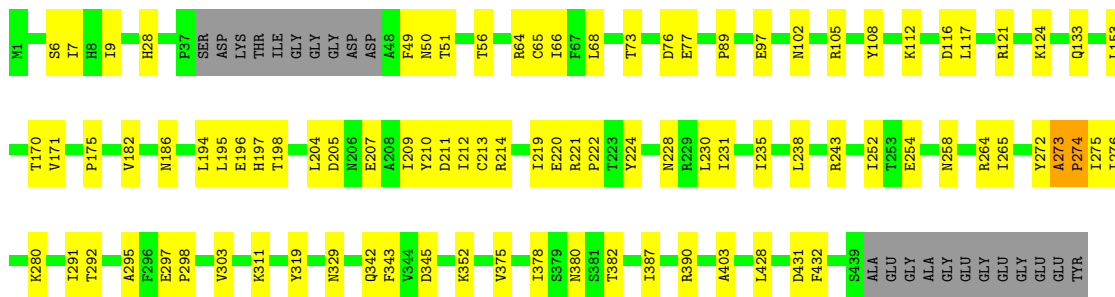 M1 S6 I7 H8 I9 H28 P37 SER ASP LYS THR ILE GLY GLY GLY ASP ASP A48 F49 N50 T51 T56 R64 C65 I66 F67 L68 T73 D76 E77 P89 E97 N102 R105 Y108 K112 D116 L117 R121 K124 Q133 L153
T170 V171 P175 V182 N186 L194 L195 E196 H197 T198 L204 D205 N206 E207 A208 I209 Y210 D211 I212 C213 R214 I219 E220 R221 P222 T223 Y224 N228 R229 L230 I231 I235 L238 R243 I252 T253 E254 N258 R264 I265 Y272 A273 P274 I275 I276
K280 I291 T292 A295 F296 E297 P298 V303 K311 Y319 N329 Q342 F343 V344 D345 K352 V375 I378 S379 N380 S381 T382 I387 R390 A403 L428 D431 F432 S439 ALA GLU GLY ALA GLY GLU GLU GLY GLU GLY GLU GLU TYR